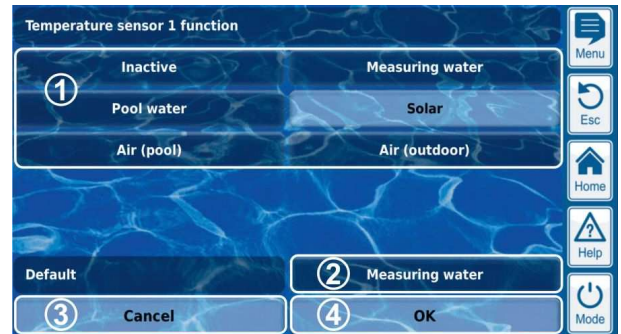 Temperature sensor 1 function
Menu
1
Inactive
Measuring water
Pool water
Solar
Esc
Air (pool)
Air (outdoor)
Home
?
Help
Default
2 Measuring water
3 Cancel
4 OK
Mode